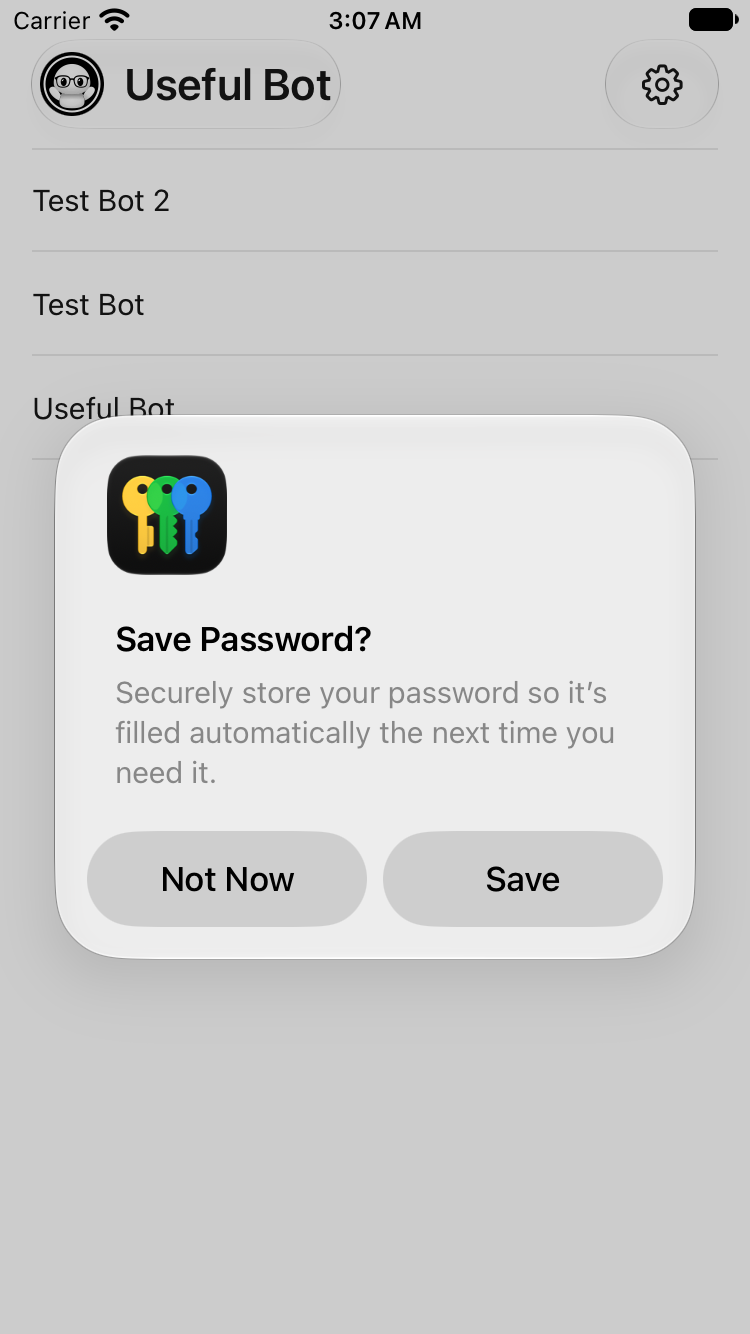 Carrier 3:07 AM
Useful Bot
Test Bot 2
Test Bot
Useful Bot
Save Password?
Securely store your password so it’s
filled automatically the next time you
need it.
Not Now Save